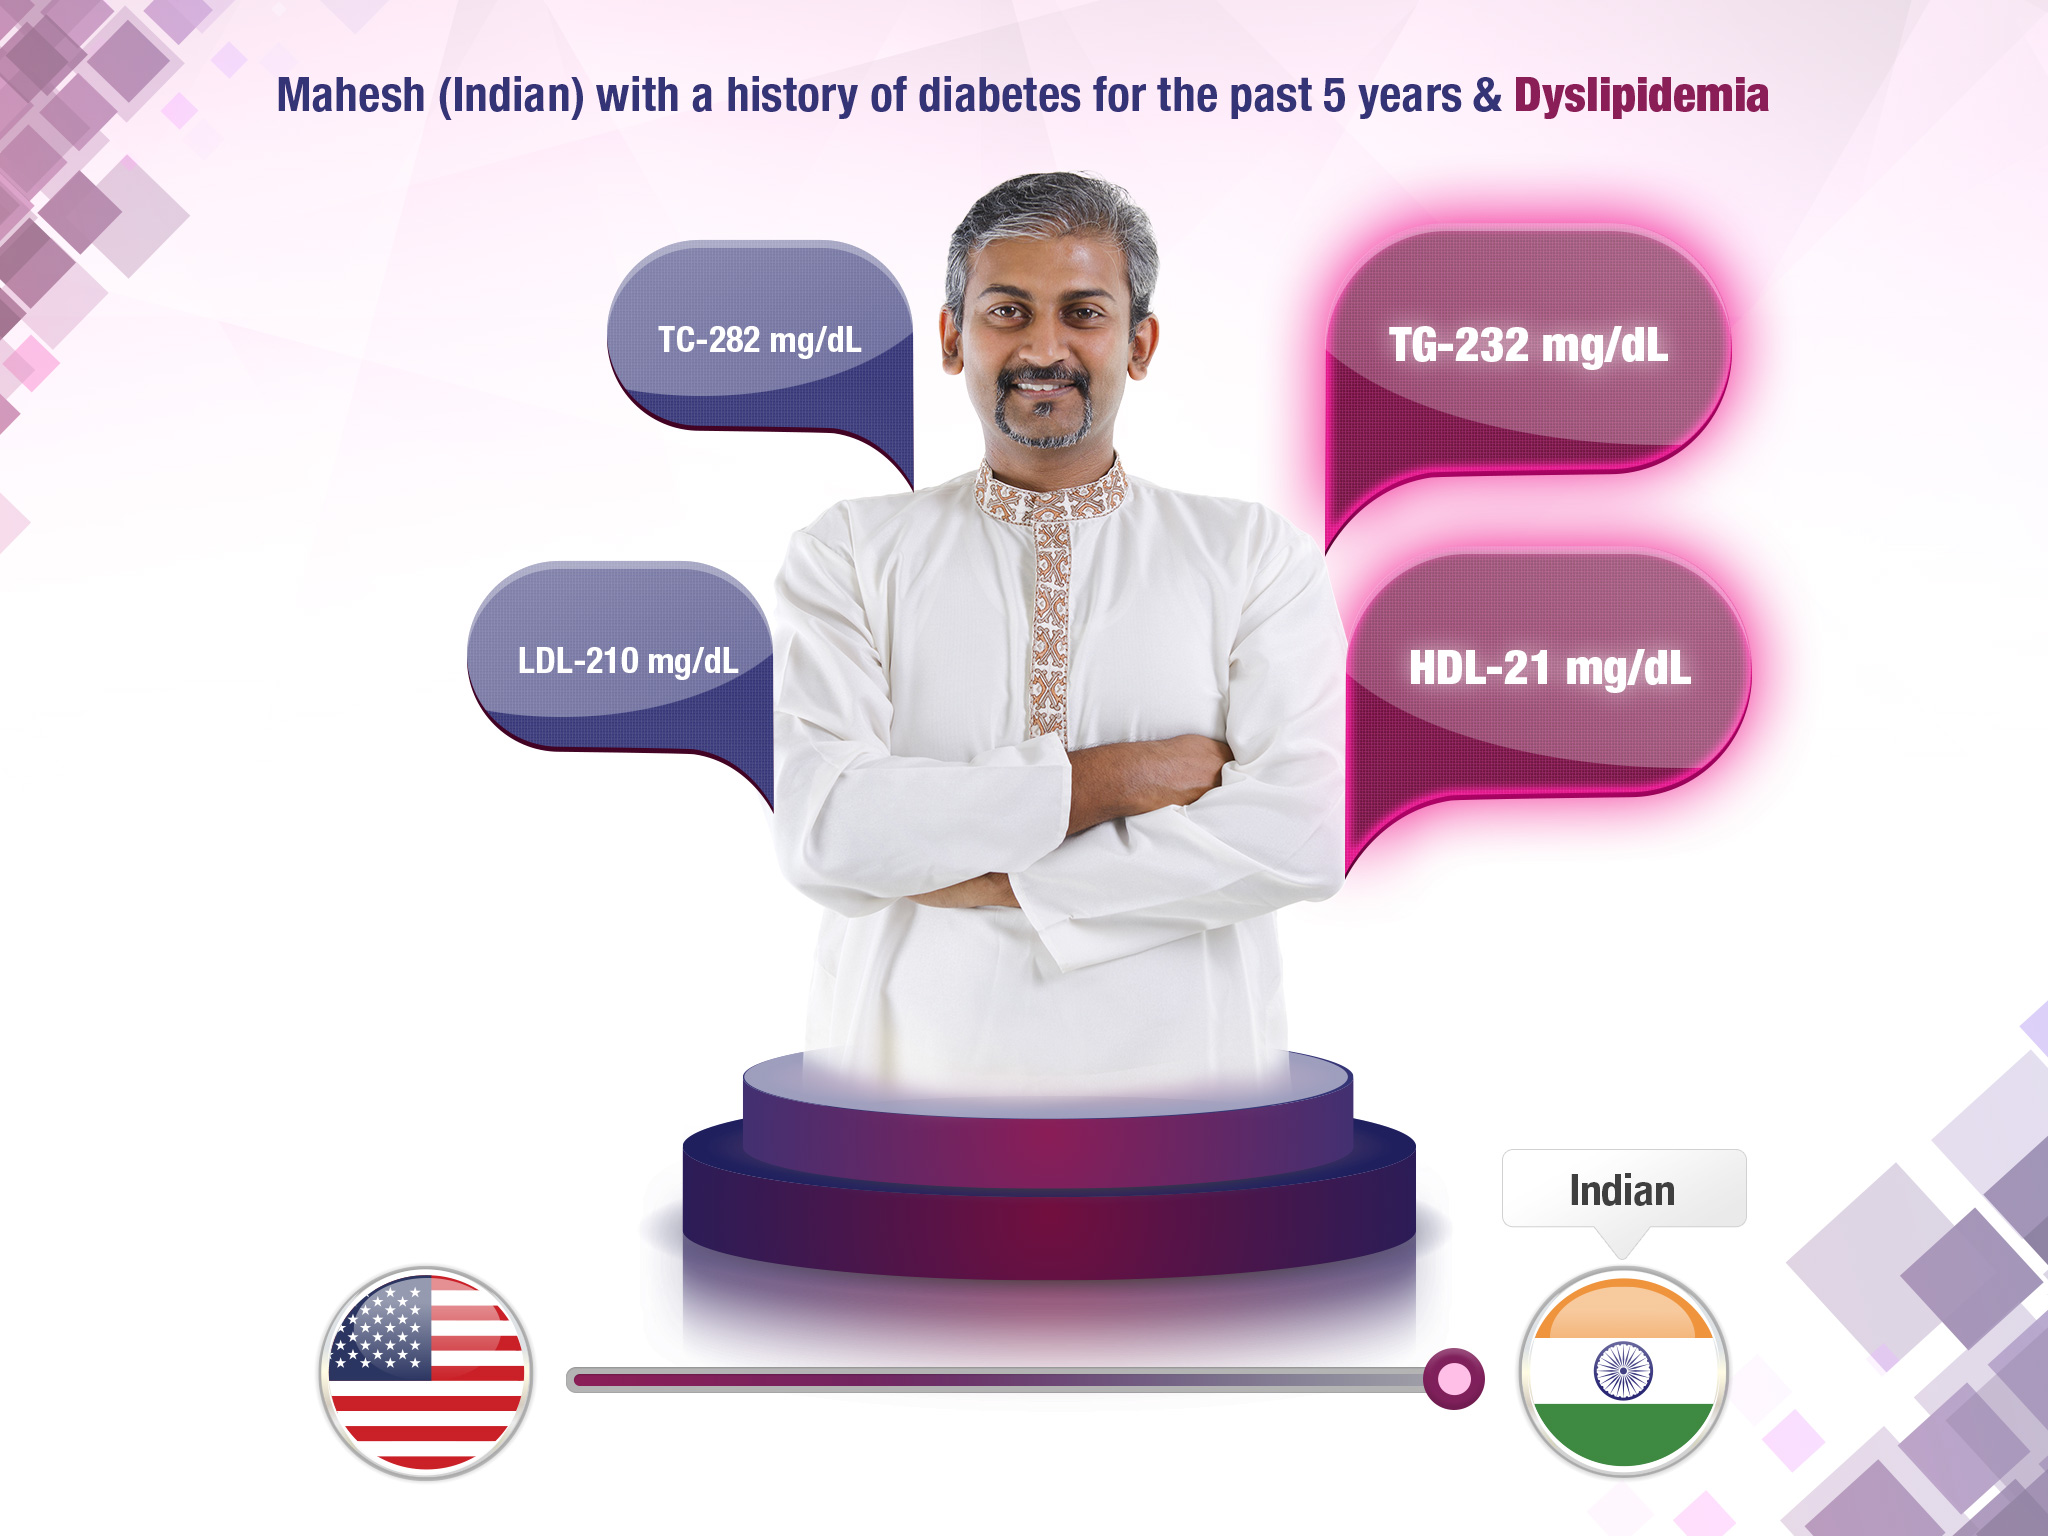 Mahesh (Indian) with a history of diabetes for the past 5 years & Dyslipidemia
TC-282 mg/dL
TG-232 mg/dL
LDL-210 mg/dL
HDL-21 mg/dL
Indian